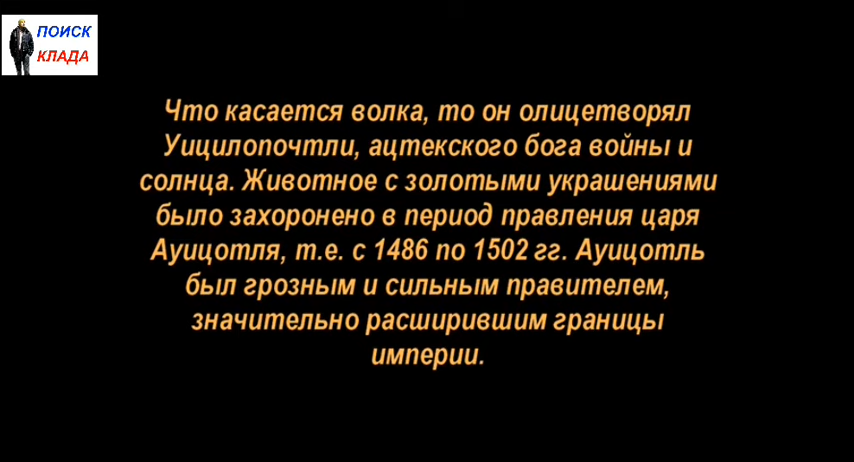 ПОИСК
КЛАДА
Что касается волка, то он олицетворял
Уицилопочтли, ацтекского бога войны и
солнца. Животное с золотыми украшениями
было захоронено в период правления царя
Ауицотля, т.е. с 1486 по 1502 гг. Ауицотль
был грозным и сильным правителем,
значительно расширившим границы
империи.